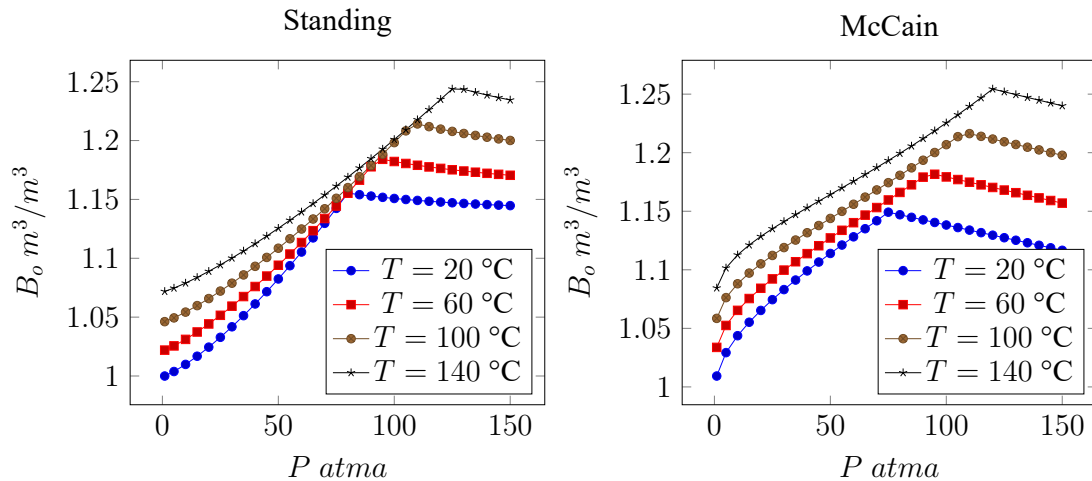 Standing
B_o m^3/m^3
1.25
1.2
1.15
1.1
1.05
1
0
50
100
150
P atma
T = 20 °C
T = 60 °C
T = 100 °C
T = 140 °C
McCain
B_o m^3/m^3
1.25
1.2
1.15
1.1
1.05
1
0
50
100
150
P atma
T = 20 °C
T = 60 °C
T = 100 °C
T = 140 °C